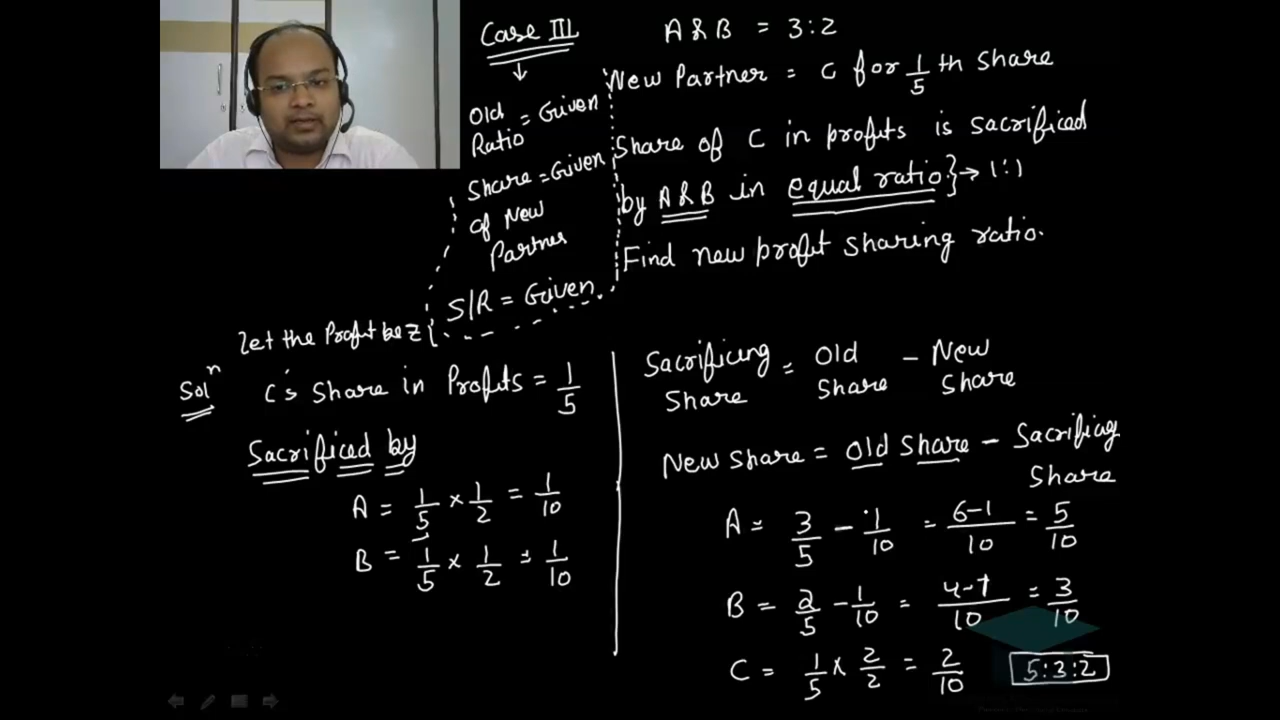 Case III
Old Ratio = Given
Share of New Partner = Given
S/R = Given
A & B = 3:2
New Partner = C for 1/5 th share
Share of C in profits is sacrificed
by A & B in equal ratio } → 1:1
Find new profit sharing ratio.
Let the Profit be
Solⁿ
C's Share in Profits = 1/5
Sacrificed by
A = 1/5 × 1/2 = 1/10
B = 1/5 × 1/2 = 1/10
Sacrificing Share = Old Share - New Share
New Share = Old Share - Sacrificing Share
A = 3/5 - 1/10 = 6-1/10 = 5/10
B = 2/5 - 1/10 = 4-1/10 = 3/10
C = 1/5 × 2/2 = 2/10
5:3:2